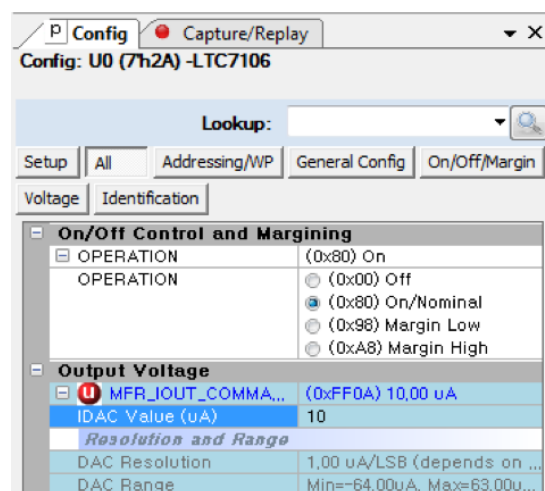 P Config Capture/Replay
Config: U0 (7'h2A) -LTC7106
Lookup:
Setup All Addressing/WP General Config On/Off/Margin
Voltage Identification
On/Off Control and Margining
OPERATION (0x80) On
OPERATION (0x00) Off
(0x80) On/Nominal
(0x98) Margin Low
(0xA8) Margin High
Output Voltage
U MFR_IOUT_COMMA... (0xFF0A) 10,00 uA
IDAC Value (uA) 10
Resolution and Range
DAC Resolution 1,00 uA/LSB (depends on ...
DAC Range Min=-64.00uA, Max=63.00u...